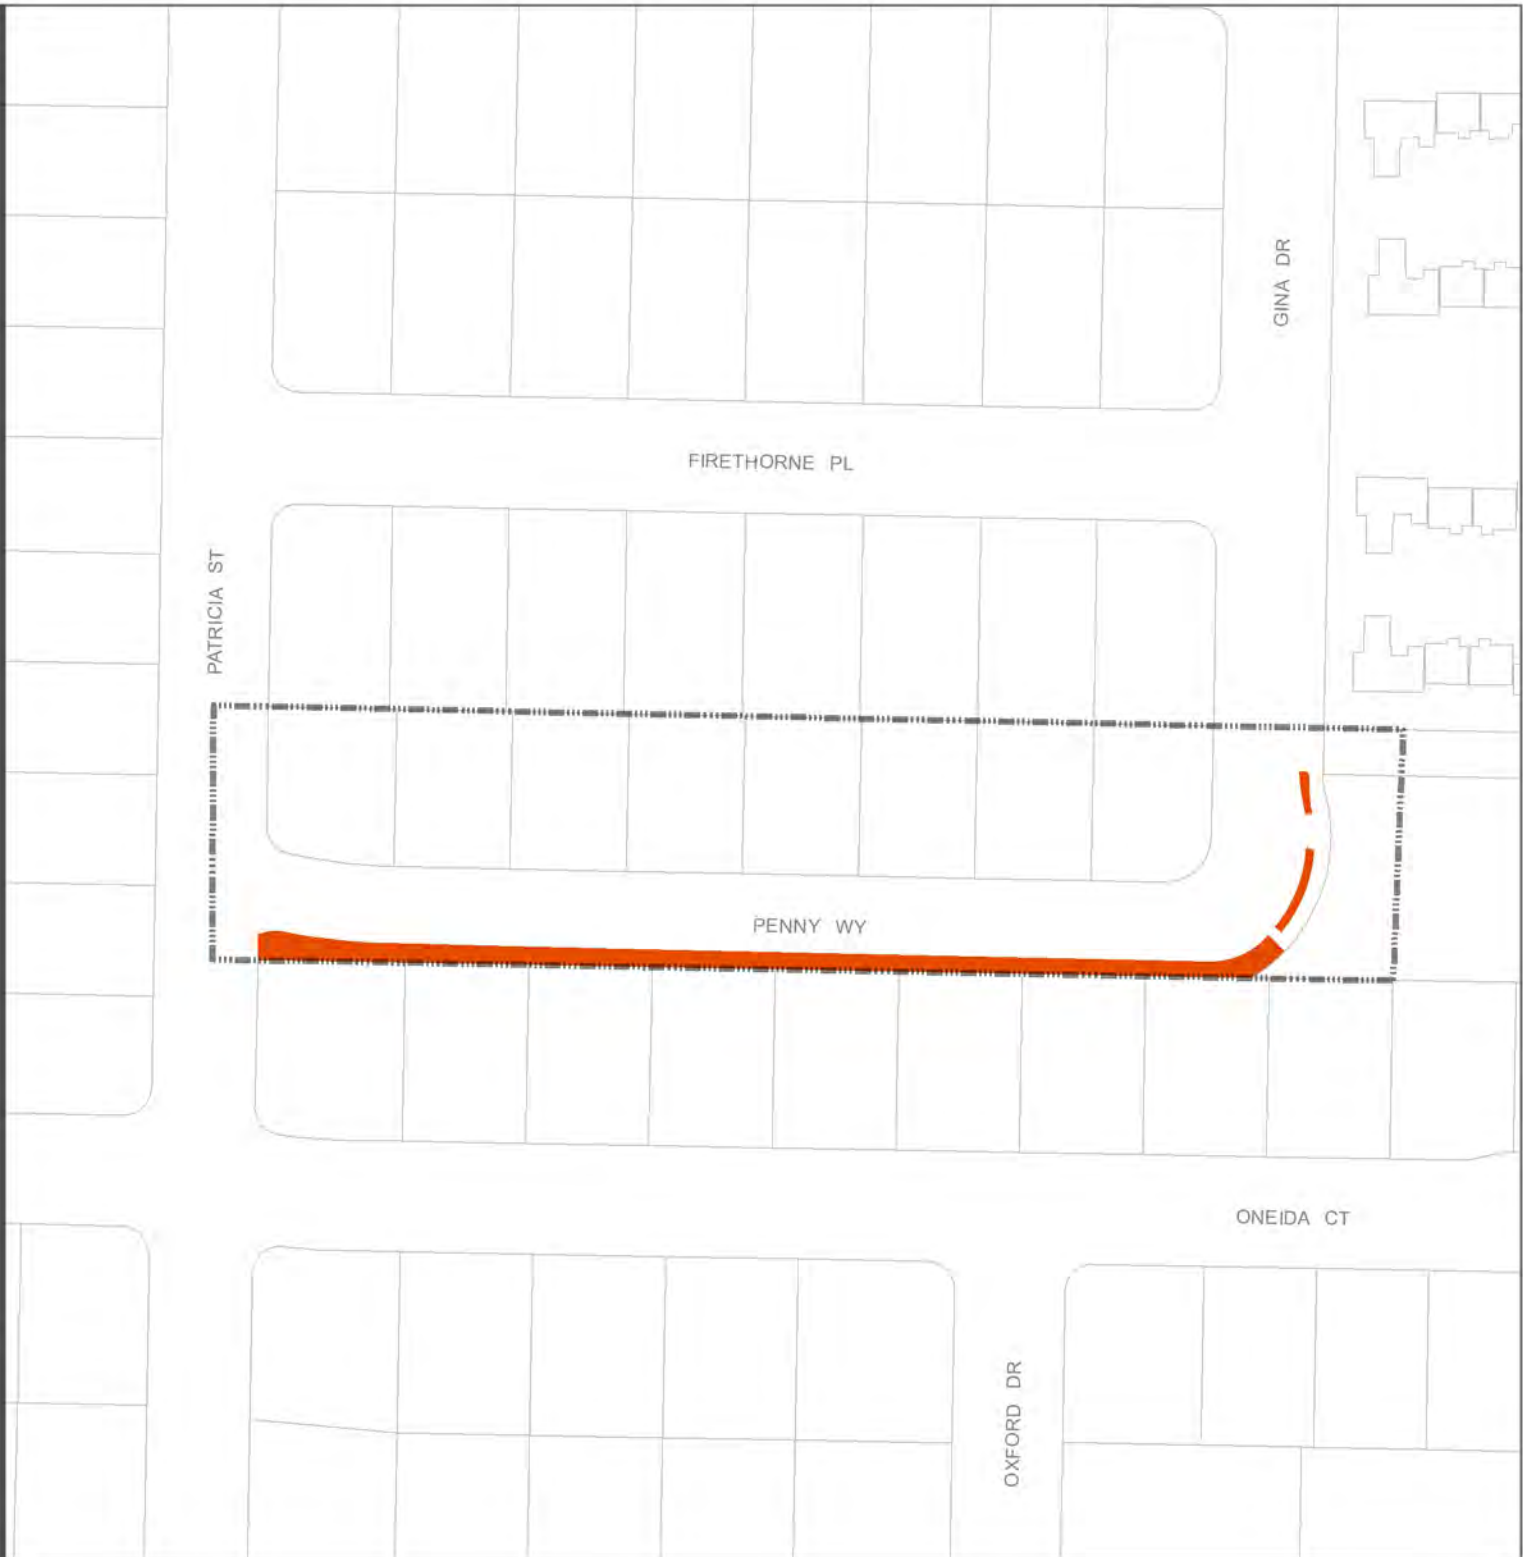 GINA DR
FIRETHORNE PL
PATRICIA ST
PENNY WY
ONEIDA CT
OXFORD DR